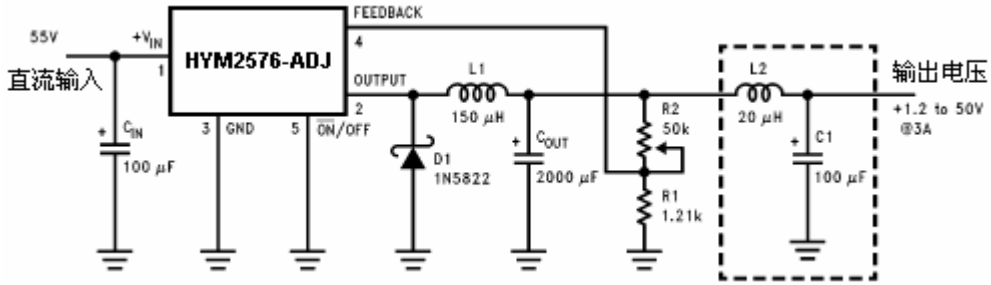 FEEDBACK
55V
+VIN
直流输入
1
HYM2576-ADJ
4
OUTPUT
2
3
GND
5
ON/OFF
+
CIN
100 μF
L1
150 μH
D1
1N5822
+
COUT
2000 μF
R2
50k
R1
1.21k
L2
20 μH
+
C1
100 μF
输出电压
+1.2 to 50V
@3A